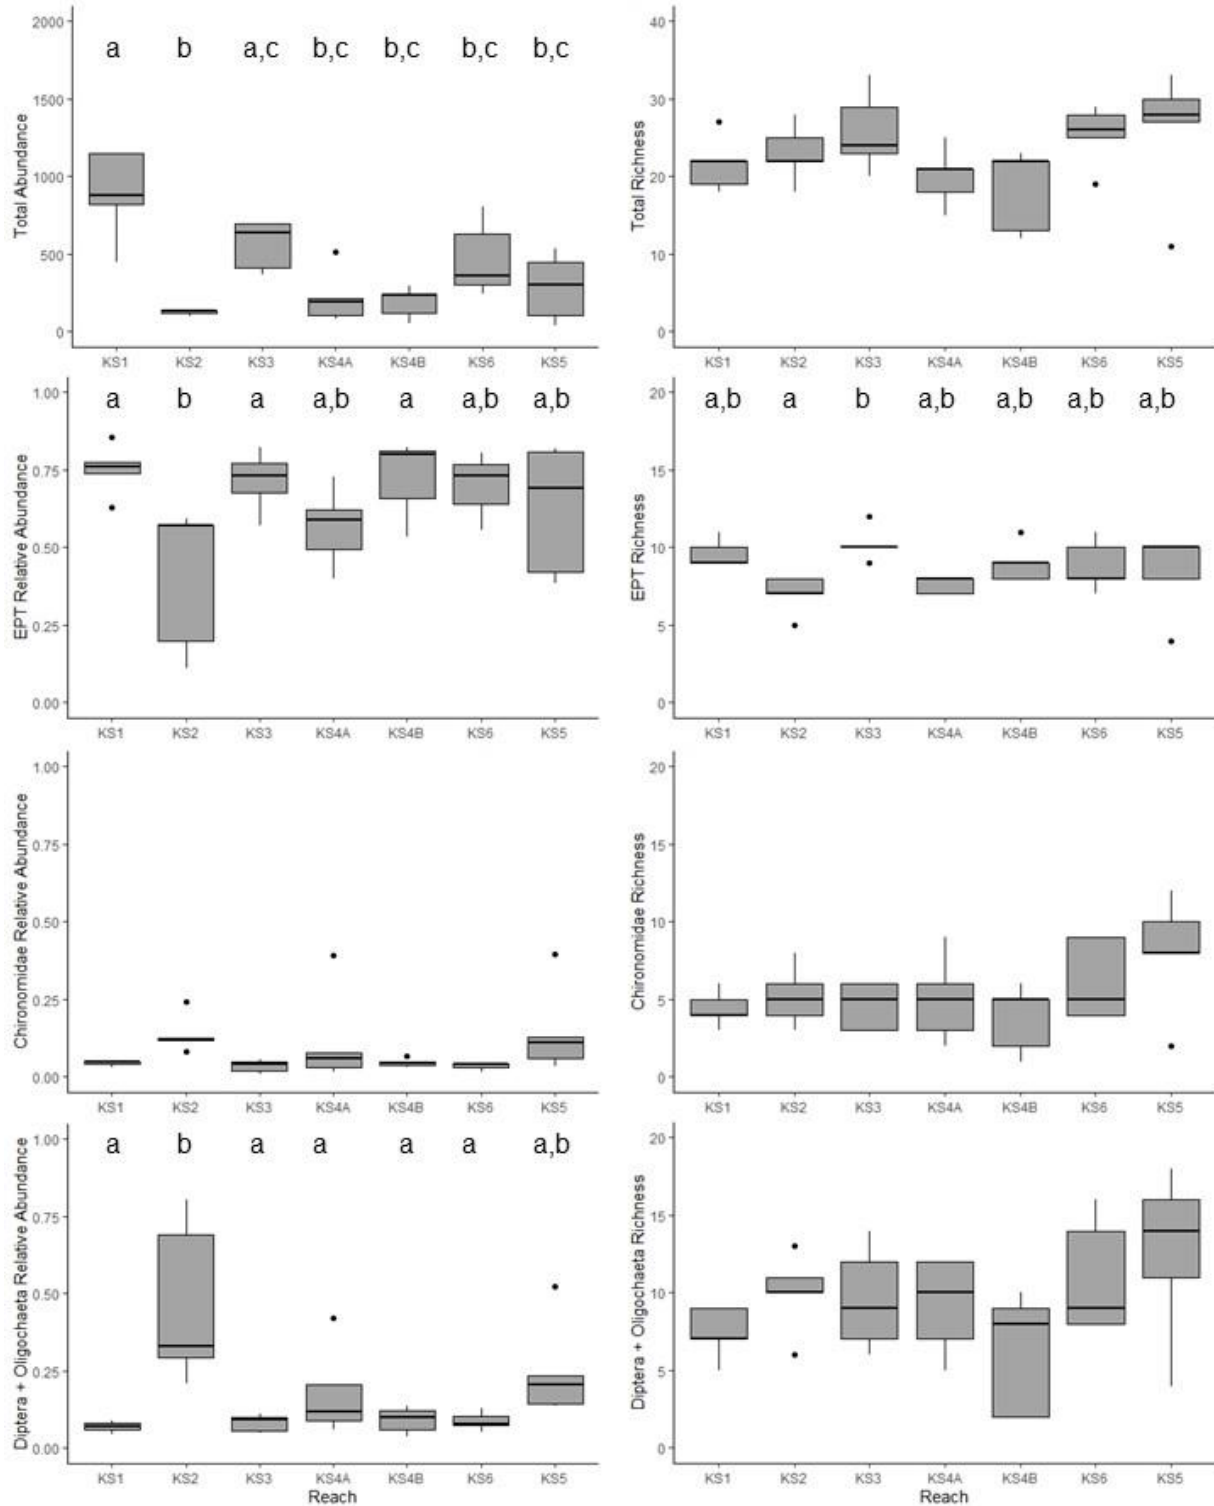 Total Abundance
2000
1500
1000
500
0
a b a,c b,c b,c b,c b,c
KS1 KS2 KS3 KS4A KS4B KS6 KS5
Total Richness
40
30
20
10
0
KS1 KS2 KS3 KS4A KS4B KS6 KS5
EPT Relative Abundance
1.00
0.75
0.50
0.25
0.00
a b a a,b a a,b a,b
KS1 KS2 KS3 KS4A KS4B KS6 KS5
EPT Richness
20
15
10
5
0
a,b a b a,b a,b a,b a,b
KS1 KS2 KS3 KS4A KS4B KS6 KS5
Chironomidae Relative Abundance
1.00
0.75
0.50
0.25
0.00
KS1 KS2 KS3 KS4A KS4B KS6 KS5
Chironomidae Richness
20
15
10
5
0
KS1 KS2 KS3 KS4A KS4B KS6 KS5
Diptera + Oligochaeta Relative Abundance
1.00
0.75
0.50
0.25
0.00
a b a a a a a,b
KS1 KS2 KS3 KS4A KS4B KS6 KS5
Reach
Diptera + Oligochaeta Richness
20
15
10
5
0
KS1 KS2 KS3 KS4A KS4B KS6 KS5
Reach